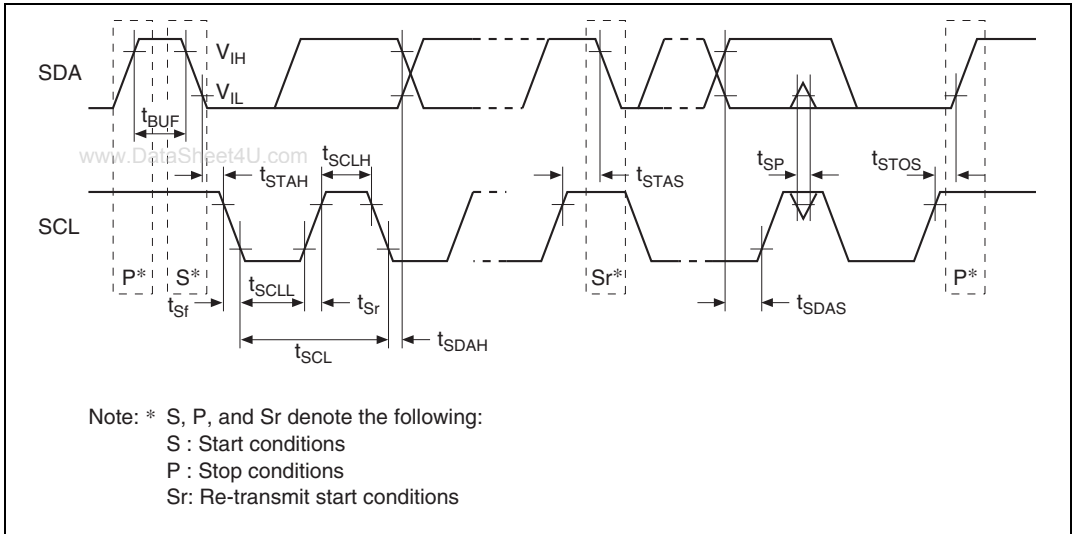 SDA
V_IH
V_IL
t_BUF
www.DataSheet4U.com
t_STAH
t_SCLH
t_STAS
t_SP
t_STOS
SCL
P*
S*
Sr*
P*
t_Sf
t_SCLL
t_Sr
t_SDAS
t_SCL
t_SDAH
Note: * S, P, and Sr denote the following:
S : Start conditions
P : Stop conditions
Sr: Re-transmit start conditions